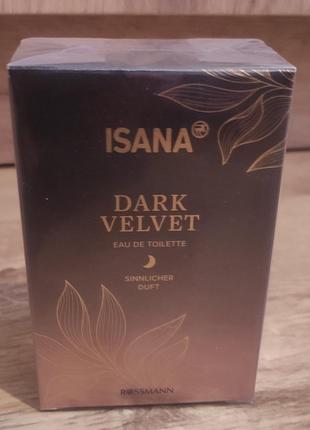 ISANA
DARK
VELVET
EAU DE TOILETTE
SINNLICHER
DUFT
ROSSMANN